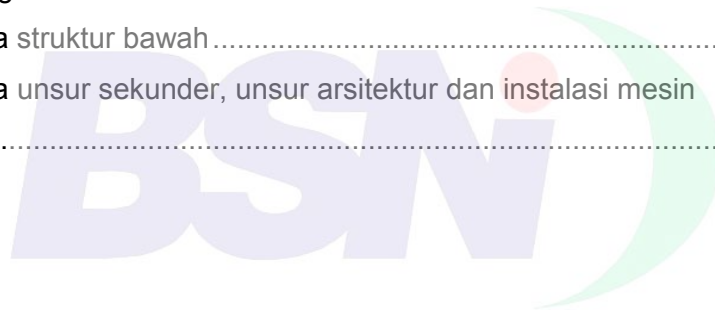 a struktur bawah........................................................................
a unsur sekunder, unsur arsitektur dan instalasi mesin
........................................................................
BSN